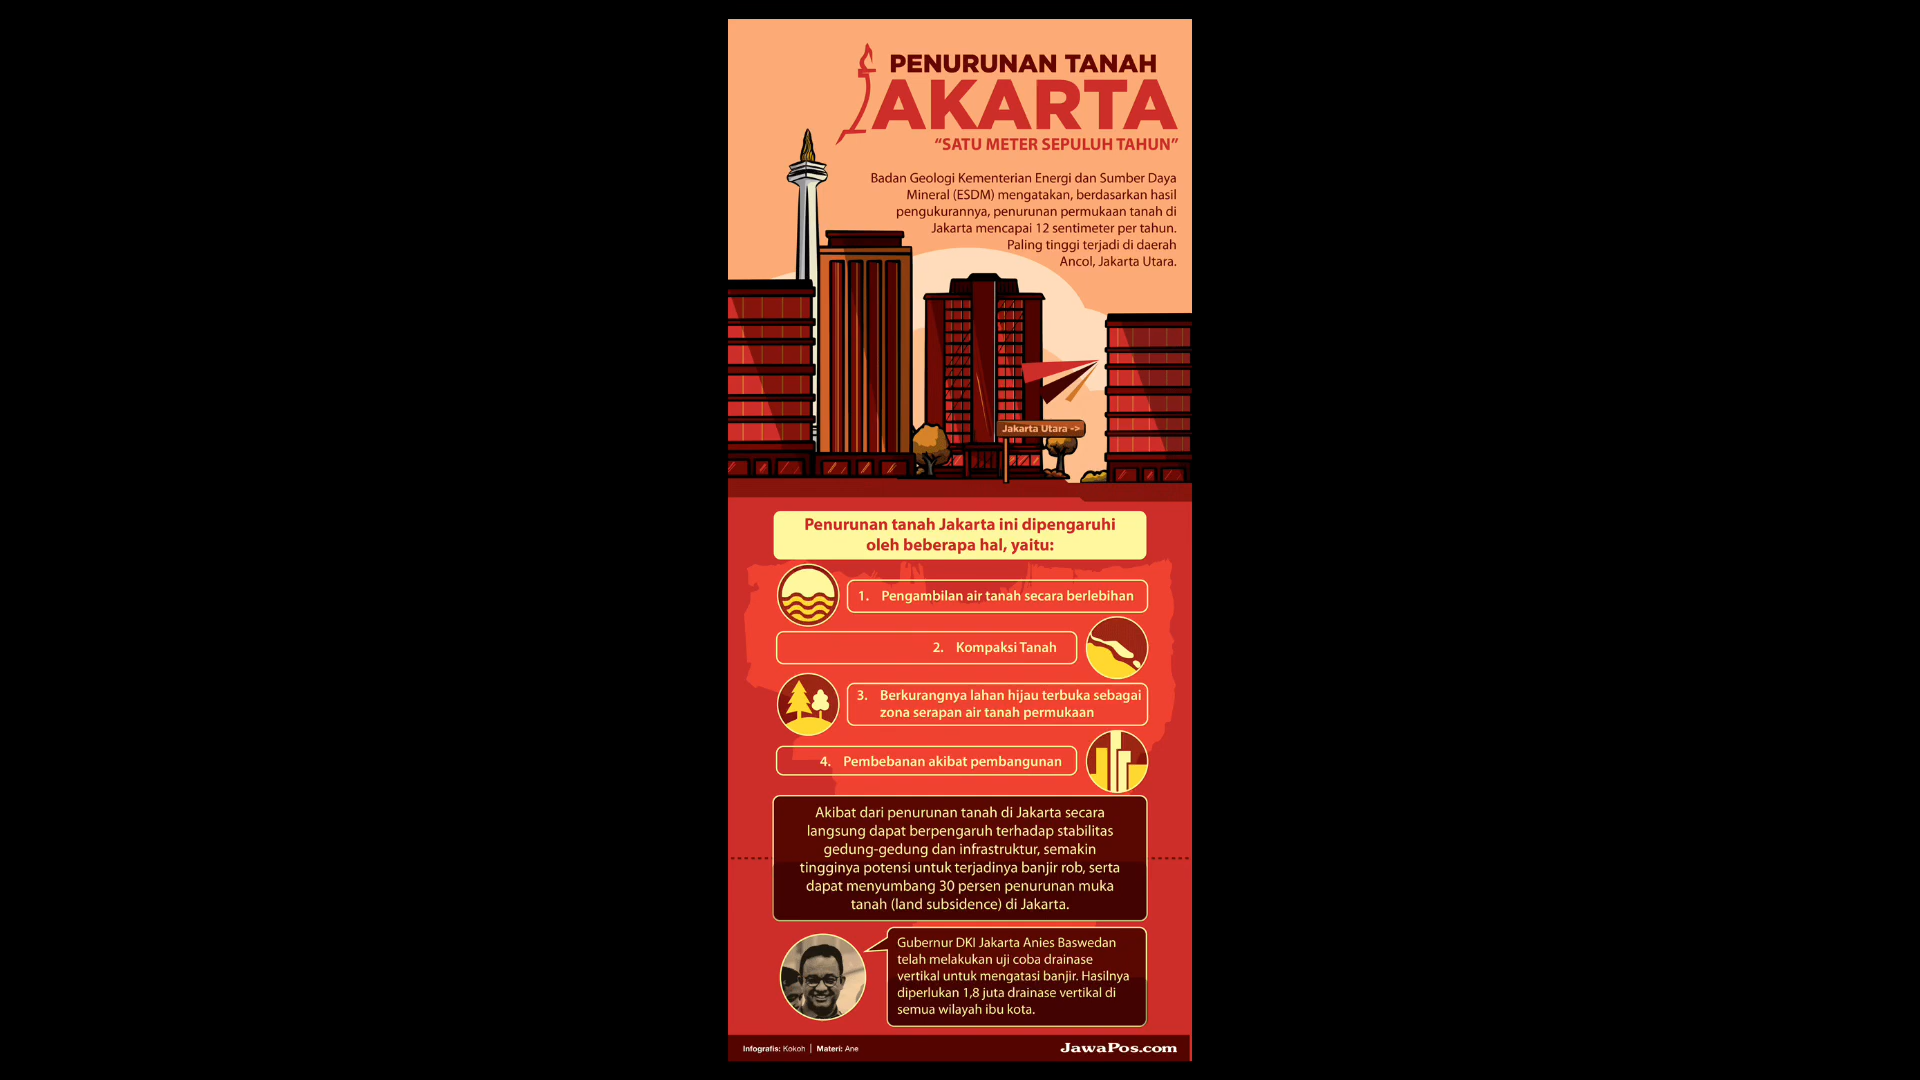 PENURUNAN TANAH
JAKARTA
“SATU METER SEPULUH TAHUN”
Badan Geologi Kementerian Energi dan Sumber Daya
Mineral (ESDM) mengatakan, berdasarkan hasil
pengukurannya, penurunan permukaan tanah di
Jakarta mencapai 12 sentimeter per tahun.
Paling tinggi terjadi di daerah
Ancol, Jakarta Utara.
Jakarta Utara ->
Penurunan tanah Jakarta ini dipengaruhi
oleh beberapa hal, yaitu:
1. Pengambilan air tanah secara berlebihan
2. Kompaksi Tanah
3. Berkurangnya lahan hijau terbuka sebagai
zona serapan air tanah permukaan
4. Pembebanan akibat pembangunan
Akibat dari penurunan tanah di Jakarta secara
langsung dapat berpengaruh terhadap stabilitas
gedung-gedung dan infrastruktur, semakin
tingginya potensi untuk terjadinya banjir rob, serta
dapat menyumbang 30 persen penurunan muka
tanah (land subsidence) di Jakarta.
Gubernur DKI Jakarta Anies Baswedan
telah melakukan uji coba drainase
vertikal untuk mengatasi banjir. Hasilnya
diperlukan 1,8 juta drainase vertikal di
semua wilayah ibu kota.
Infografis: Kokoh | Materi: Ane
JawaPos.com